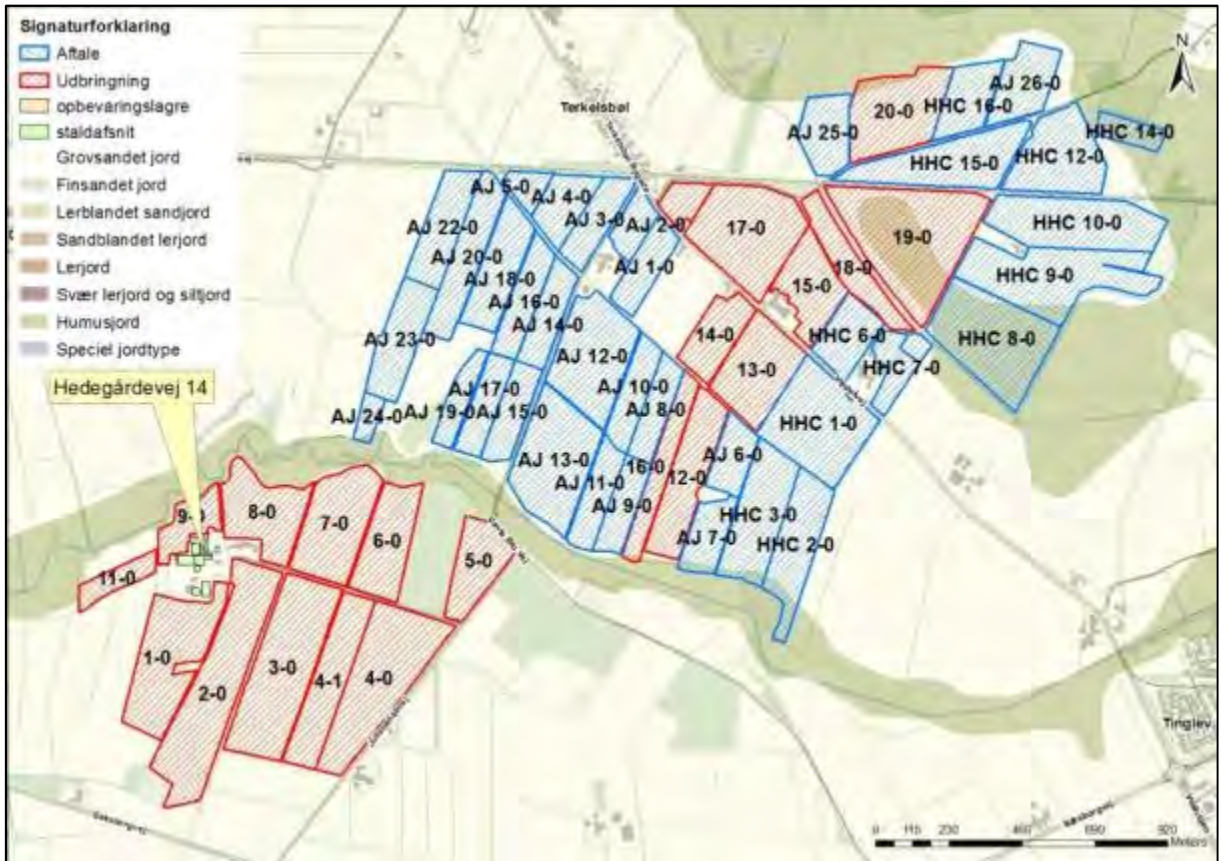 Signaturforklaring
Aftale
Udbringning
opbevaringslagre
staldafsnit
Grovsandet jord
Finsandet jord
Lerblandet sandjord
Sandblandet lerjord
Lerjord
Svær lerjord og siltjord
Humusjord
Speciel jordtype
Hedegårdevej 14
N
Terkelsbøl
AJ 26-0
20-0
HHC 16-0
AJ 25-0
HHC 14-0
HHC 15-0
HHC 12-0
AJ 5-0
AJ 4-0
AJ 3-0
AJ 2-0
AJ 22-0
17-0
HHC 10-0
19-0
AJ 20-0
AJ 1-0
18-0
HHC 9-0
AJ 18-0
15-0
AJ 16-0
AJ 14-0
14-0
HHC 6-0
HHC 8-0
AJ 23-0
AJ 12-0
13-0
HHC 7-0
AJ 17-0
AJ 10-0
AJ 24-0
AJ 19-0
AJ 15-0
AJ 8-0
HHC 1-0
AJ 13-0
16-0
AJ 6-0
AJ 11-0
12-0
AJ 9-0
HHC 3-0
AJ 7-0
HHC 2-0
9-0
8-0
7-0
6-0
5-0
11-0
1-0
2-0
3-0
4-1
4-0
Tinglev
0 115 230 460 690 920
Meters